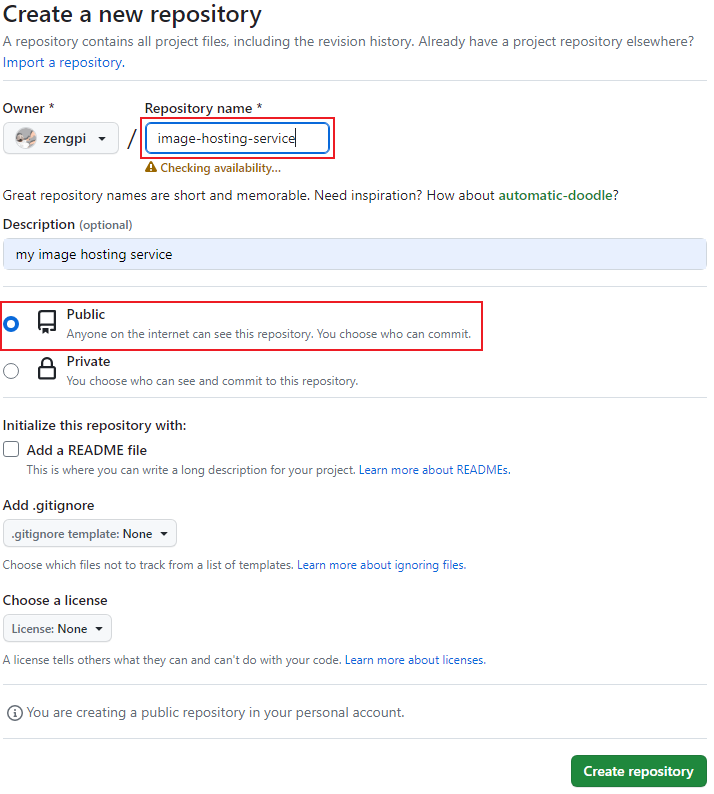 Create a new repository
A repository contains all project files, including the revision history. Already have a project repository elsewhere?
Import a repository.
Owner * Repository name *
zengpi / image-hosting-service
Checking availability...
Great repository names are short and memorable. Need inspiration? How about automatic-doodle?
Description (optional)
my image hosting service
Public
Anyone on the internet can see this repository. You choose who can commit.
Private
You choose who can see and commit to this repository.
Initialize this repository with:
Add a README file
This is where you can write a long description for your project. Learn more about READMEs.
Add .gitignore
.gitignore template: None
Choose which files not to track from a list of templates. Learn more about ignoring files.
Choose a license
License: None
A license tells others what they can and can't do with your code. Learn more about licenses.
You are creating a public repository in your personal account.
Create repository